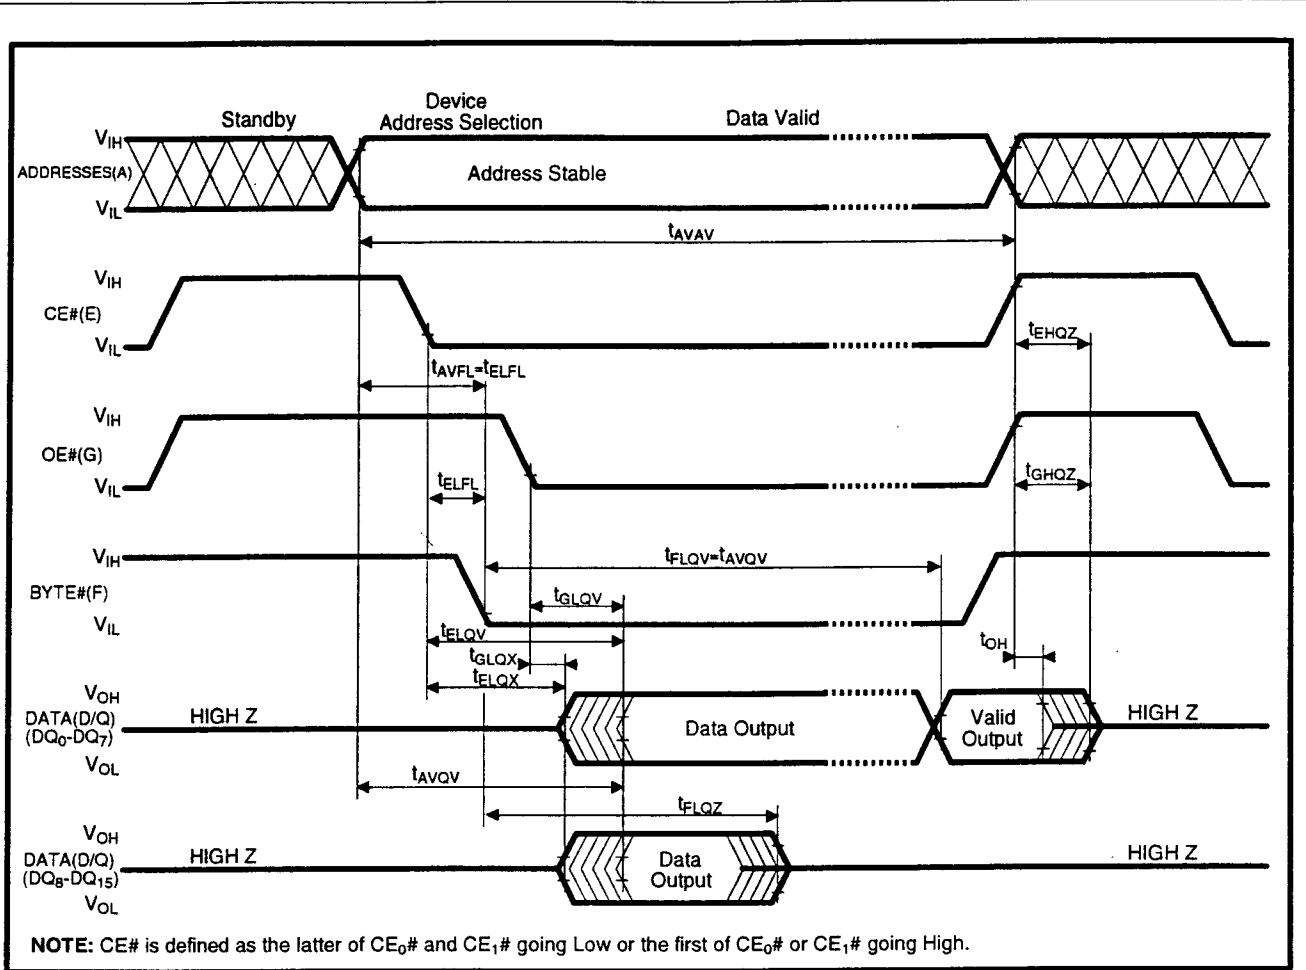 Standby
Device
Address Selection
Data Valid
VIH
ADDRESSES(A)
Address Stable
VIL
tAVAV
VIH
CE#(E)
tEHQZ
VIL
tAVFL=tELFL
VIH
OE#(G)
tELFL
tGHQZ
VIL
VIH
tFLQV=tAVQV
BYTE#(F)
tGLQV
VIL
tELQV
tOH
tGLQX
tELQX
VOH
DATA(D/Q)
(DQ0-DQ7)
HIGH Z
Data Output
Valid
Output
HIGH Z
VOL
tAVQV
tFLQZ
VOH
DATA(D/Q)
(DQ8-DQ15)
HIGH Z
Data
Output
HIGH Z
VOL
NOTE: CE# is defined as the latter of CE0# and CE1# going Low or the first of CE0# or CE1# going High.